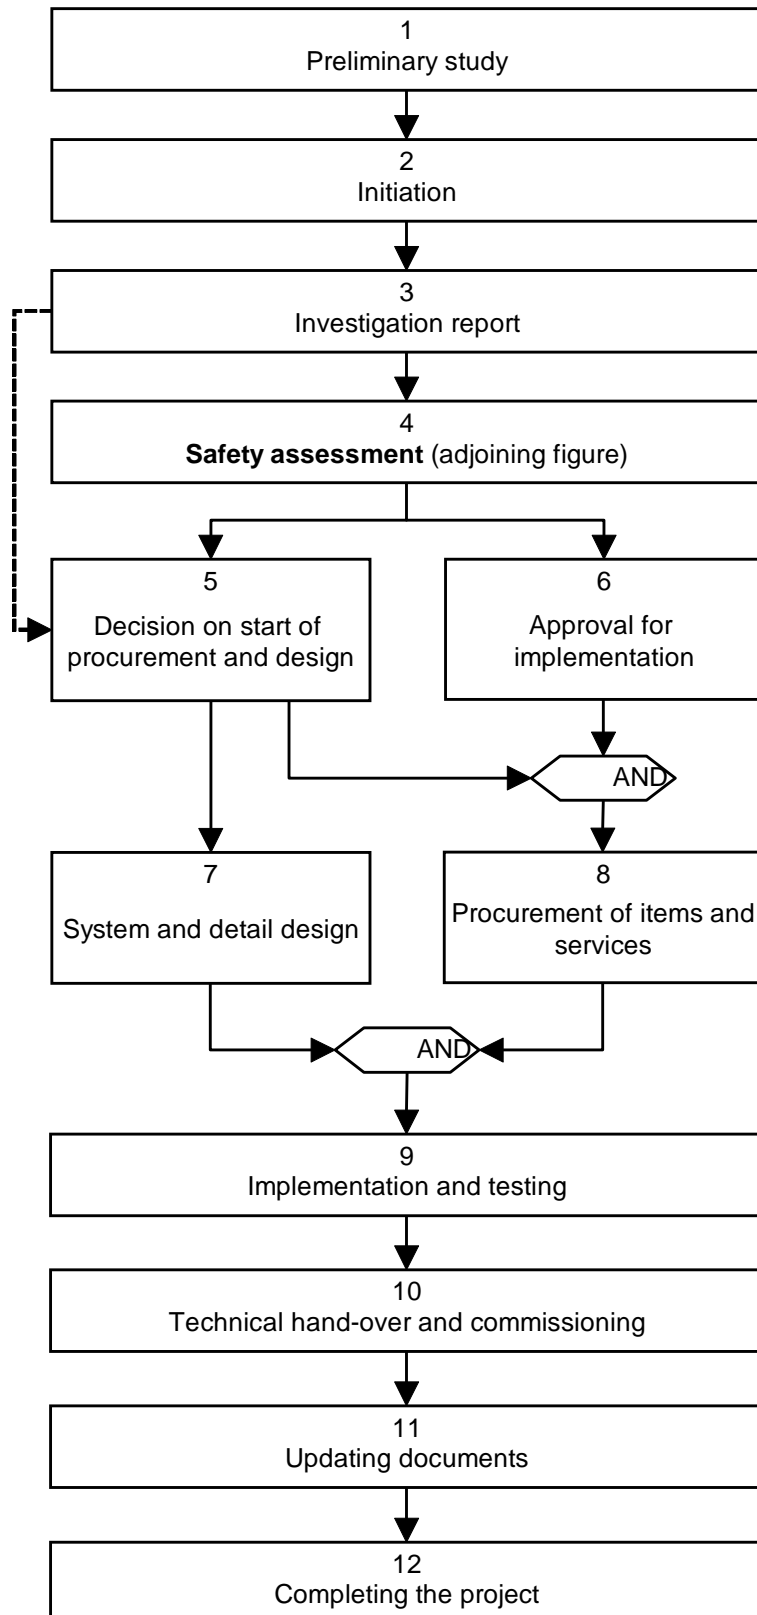 1
Preliminary study
2
Initiation
3
Investigation report
4
Safety assessment (adjoining figure)
5
Decision on start of
procurement and design
6
Approval for
implementation
AND
7
System and detail design
8
Procurement of items and
services
AND
9
Implementation and testing
10
Technical hand-over and commissioning
11
Updating documents
12
Completing the project